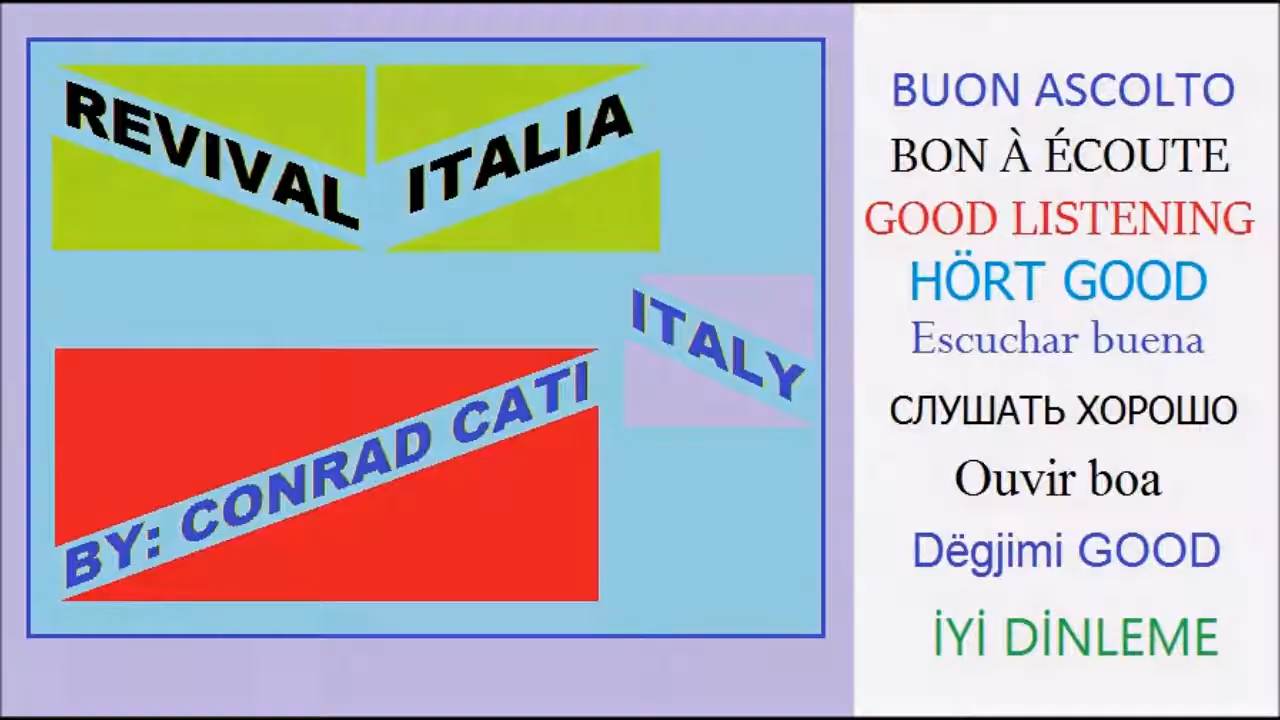 REVIVAL ITALIA
ITALY
BY: CONRAD CATI
BUON ASCOLTO
BON À ÉCOUTE
GOOD LISTENING
HÖRT GOOD
Escuchar buena
СЛУШАТЬ ХОРОШО
Ouvir boa
Dëgjimi GOOD
İYİ DİNLEME